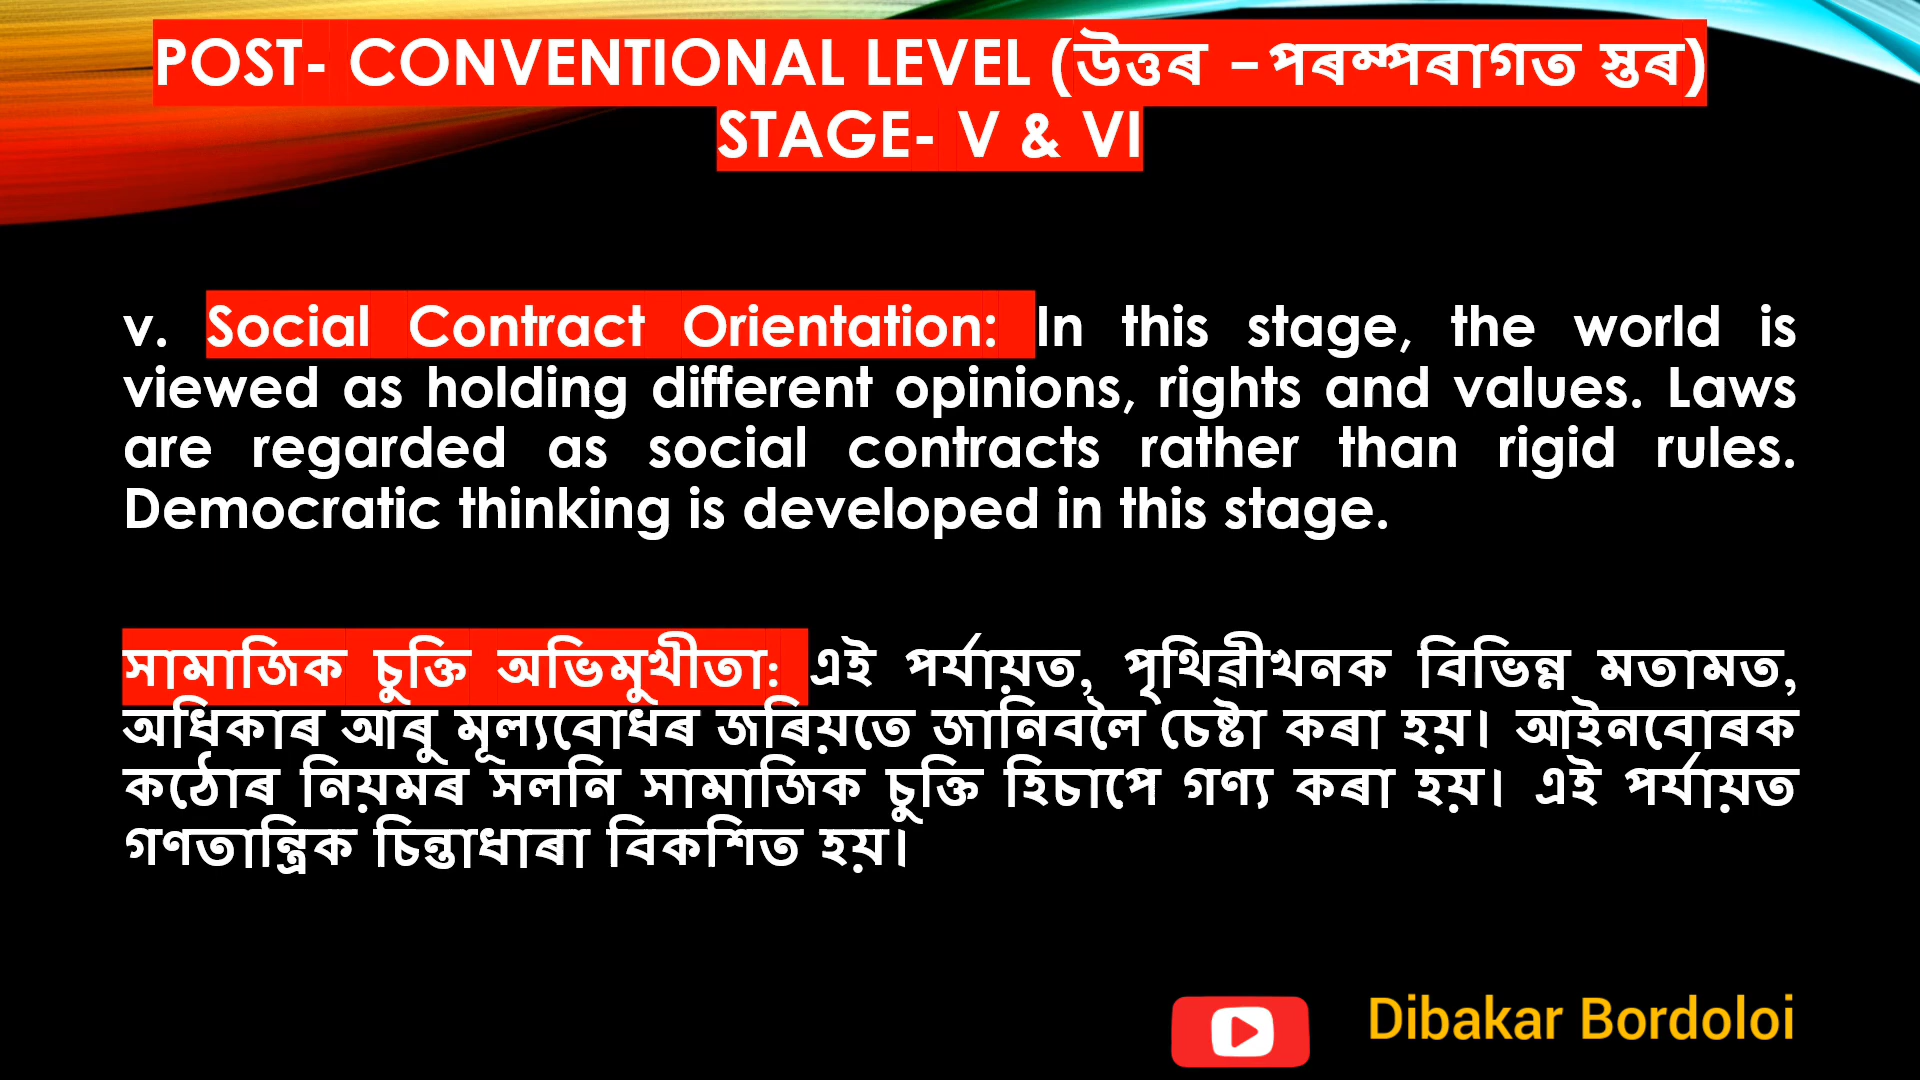 POST- CONVENTIONAL LEVEL (উত্তৰ –পৰম্পৰাগত স্তৰ)
STAGE- V & VI
v. Social Contract Orientation: In this stage, the world is
viewed as holding different opinions, rights and values. Laws
are regarded as social contracts rather than rigid rules.
Democratic thinking is developed in this stage.
সামাজিক চুক্তি অভিমুখীতা: এই পৰ্যায়ত, পৃথিৱীখনক বিভিন্ন মতামত,
অধিকাৰ আৰু মূল্যবোধৰ জৰিয়তে জানিবলৈ চেষ্টা কৰা হয়। আইনবোৰক
কঠোৰ নিয়মৰ সলনি সামাজিক চুক্তি হিচাপে গণ্য কৰা হয়। এই পৰ্যায়ত
গণতান্ত্ৰিক চিন্তাধাৰা বিকশিত হয়।
Dibakar Bordoloi